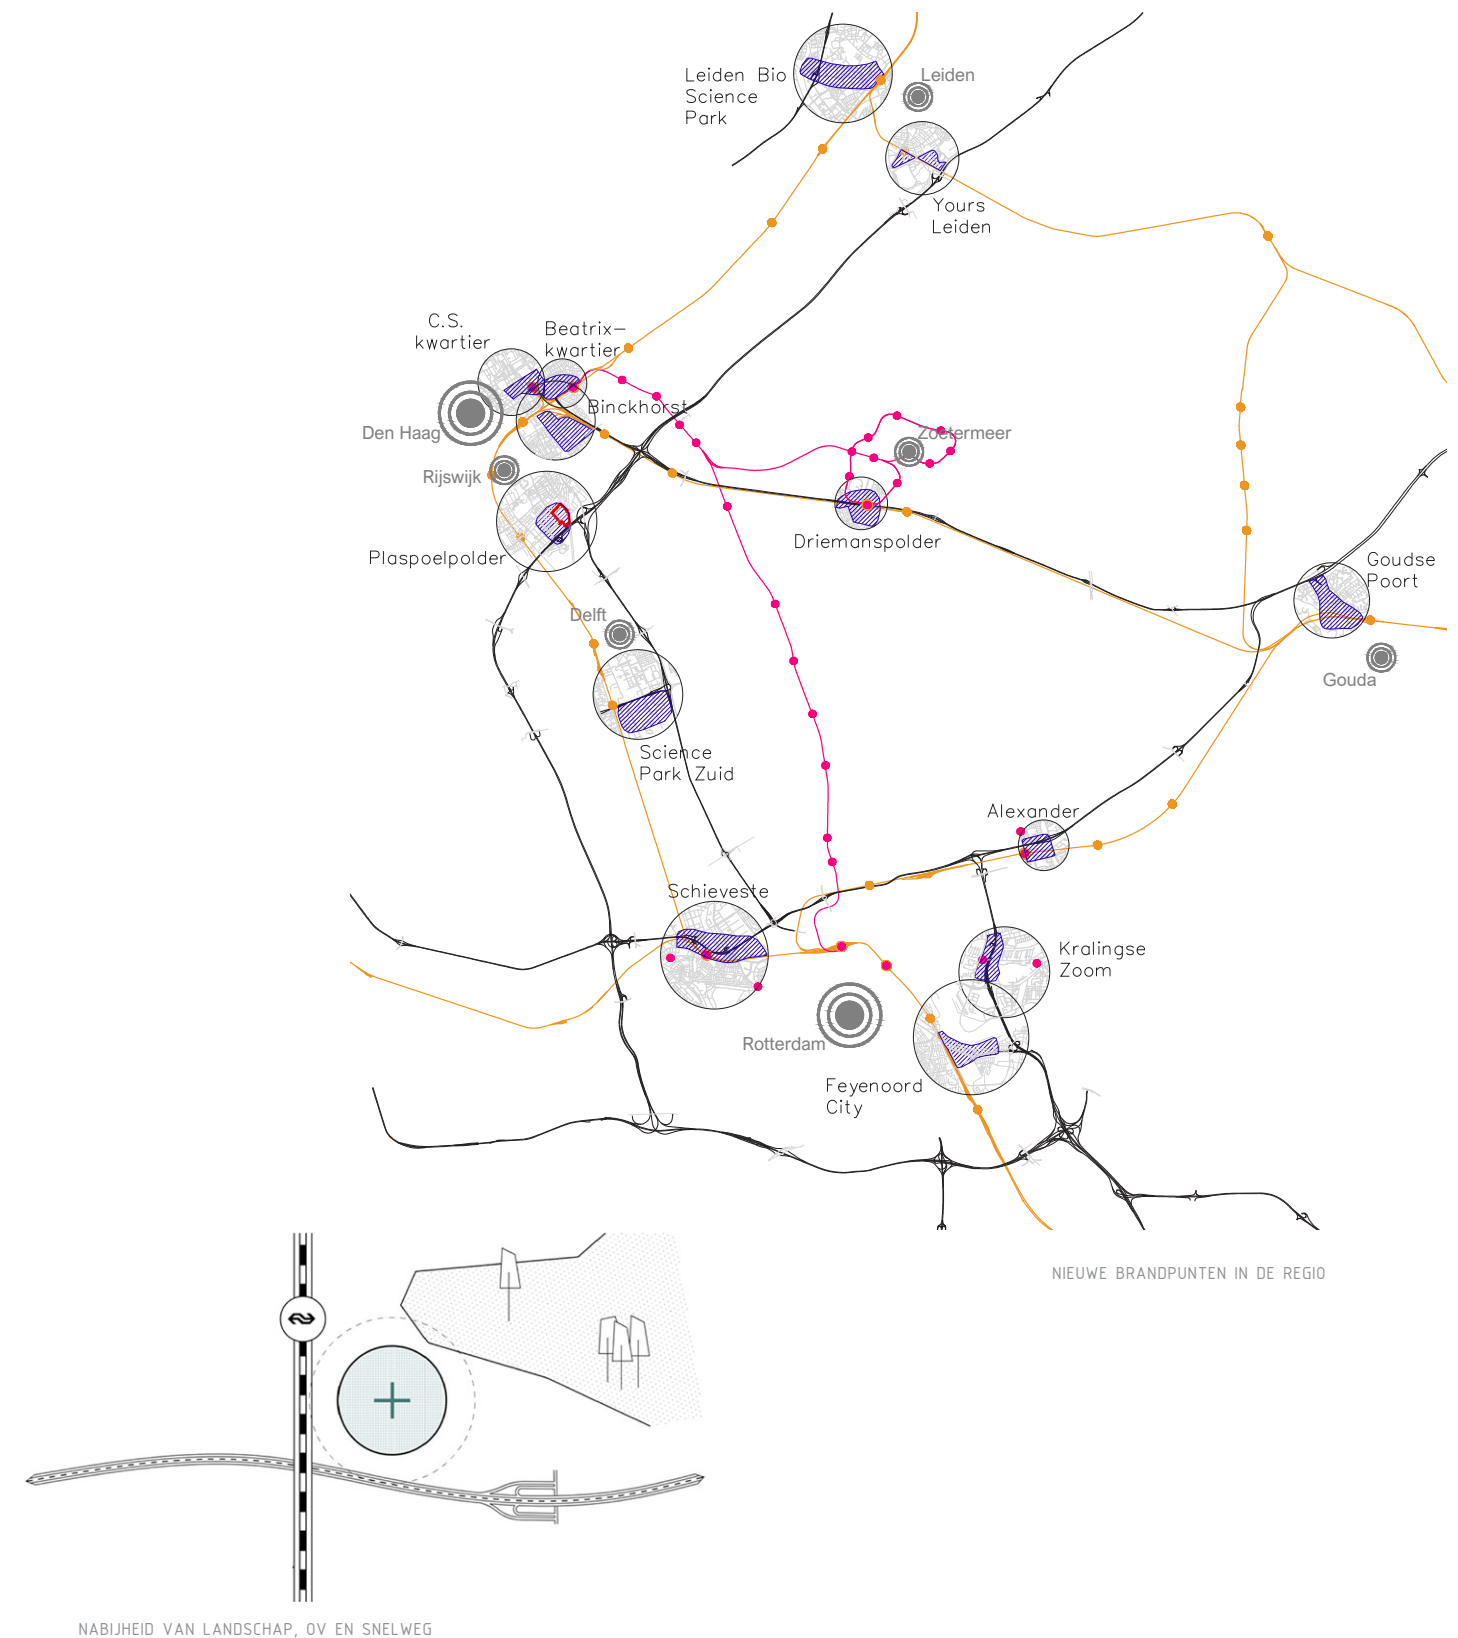 Leiden Bio
Science
Park
Leiden
Yours
Leiden
C.S.
kwartier
Beatrix-
kwartier
Binckhorst
Den Haag
Zoetermeer
Rijswijk
Driemanspolder
Plaspoelpolder
Goudse
Poort
Delft
Gouda
Science
Park Zuid
Alexander
Schieveste
Kralingse
Zoom
Rotterdam
Feyenoord
City
NIEUWE BRANDPUNTEN IN DE REGIO
NABIJHEID VAN LANDSCHAP, OV EN SNELWEG